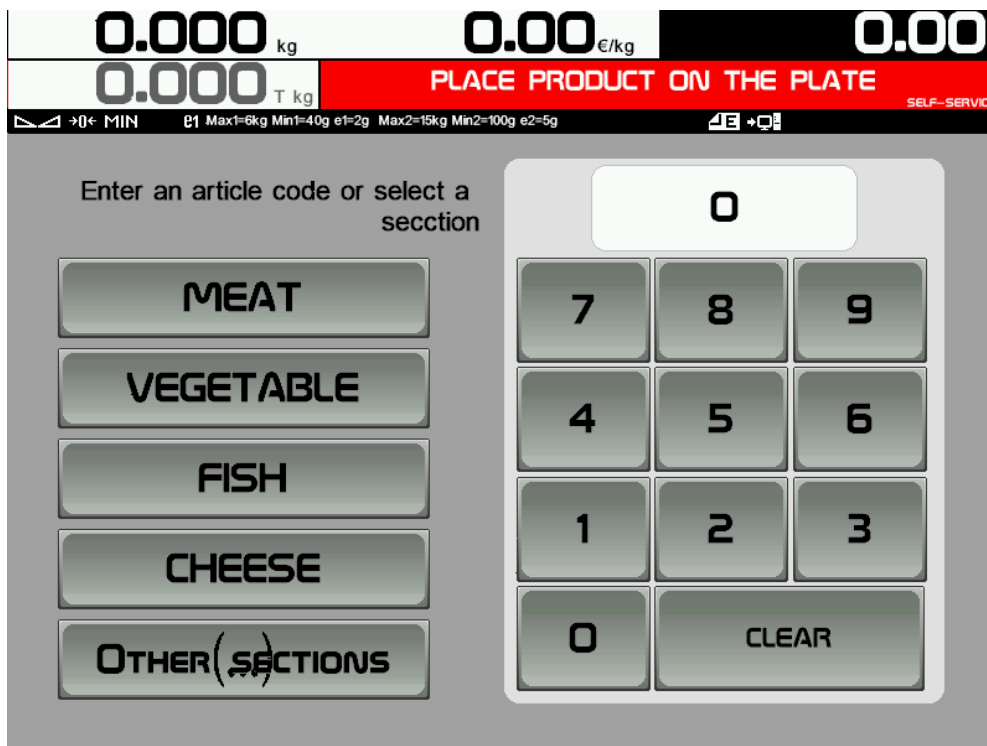 0.000 kg 0.00 €/kg 0.00
0.000 T kg PLACE PRODUCT ON THE PLATE
SELF-SERVIC
→0← MIN e1 Max1=6kg Min1=40g e1=2g Max2=15kg Min2=100g e2=5g E
Enter an article code or select a
secction
0
MEAT
VEGETABLE
FISH
CHEESE
OTHER (...) SECTIONS
7 8 9
4 5 6
1 2 3
0 CLEAR